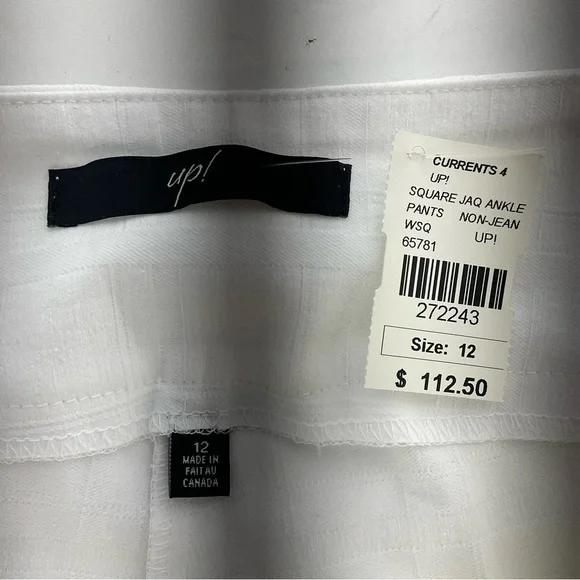 up!
CURRENTS 4
UP!
SQUARE JAQ ANKLE
PANTS NON-JEAN
WSQ UP!
65781
272243
Size: 12
$ 112.50
12
MADE IN
FAIT AU
CANADA